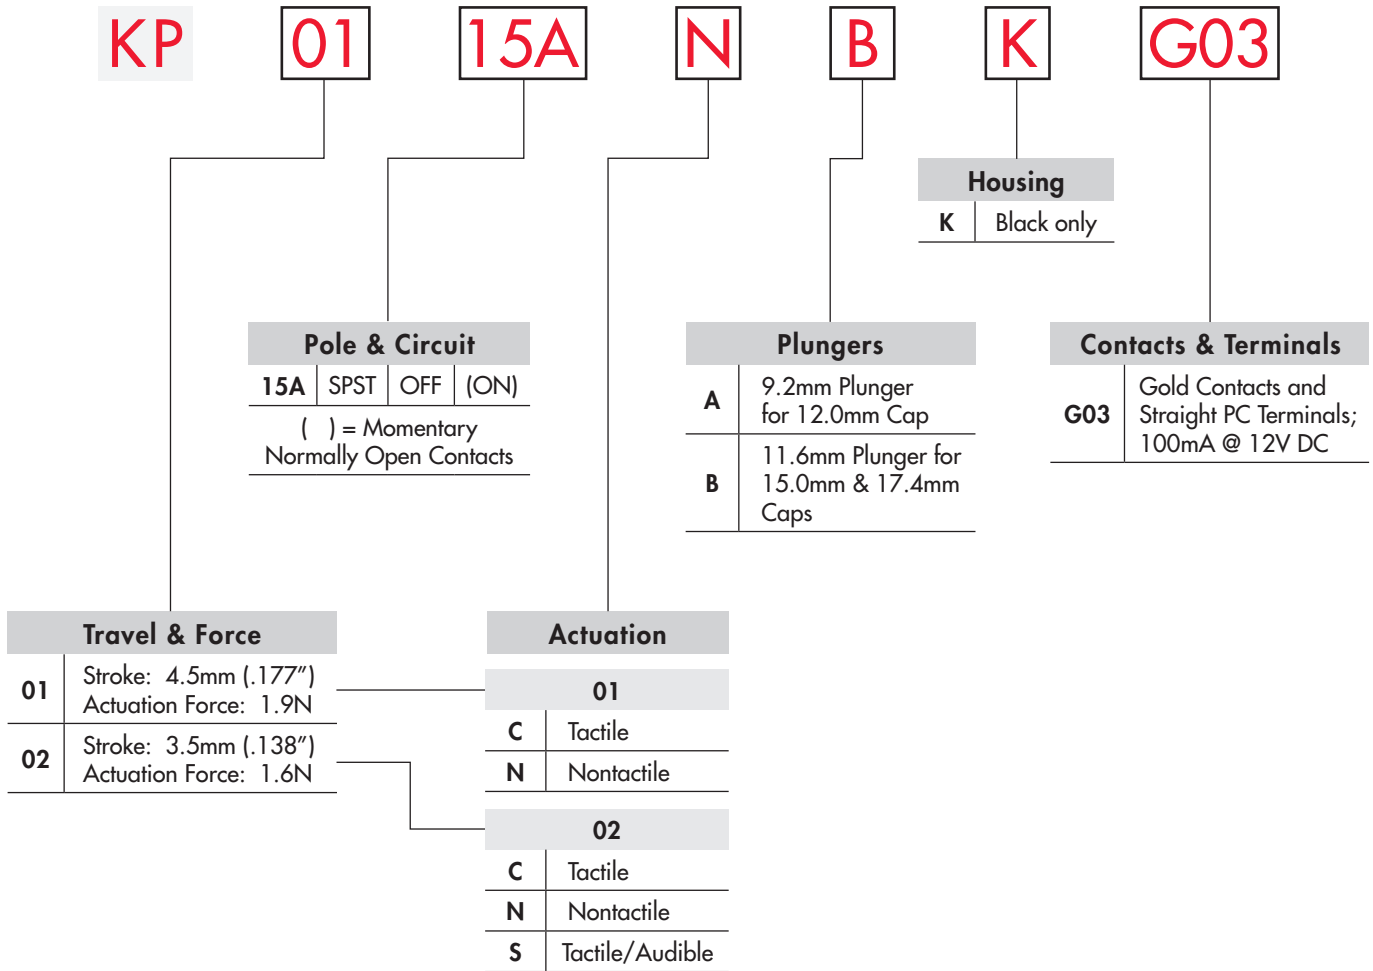 KP 01 15A N B K G03
Housing
K Black only
Pole & Circuit
15A SPST OFF (ON)
( ) = Momentary
Normally Open Contacts
Plungers
A 9.2mm Plunger
for 12.0mm Cap
B 11.6mm Plunger for
15.0mm & 17.4mm
Caps
Contacts & Terminals
G03 Gold Contacts and
Straight PC Terminals;
100mA @ 12V DC
Travel & Force
01 Stroke: 4.5mm (.177″)
Actuation Force: 1.9N
02 Stroke: 3.5mm (.138″)
Actuation Force: 1.6N
Actuation
01
C Tactile
N Nontactile
02
C Tactile
N Nontactile
S Tactile/Audible